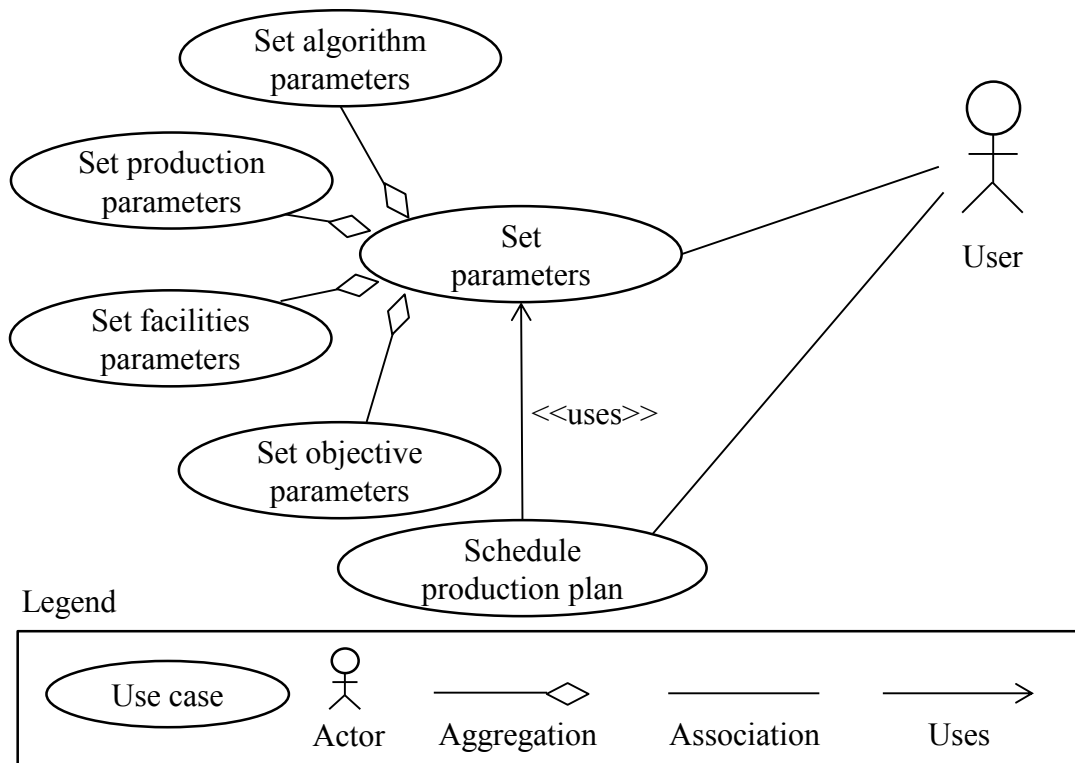 Set algorithm
parameters
Set production
parameters
Set
parameters
User
Set facilities
parameters
<<uses>>
Set objective
parameters
Schedule
production plan
Legend
Use case
Actor
Aggregation
Association
Uses